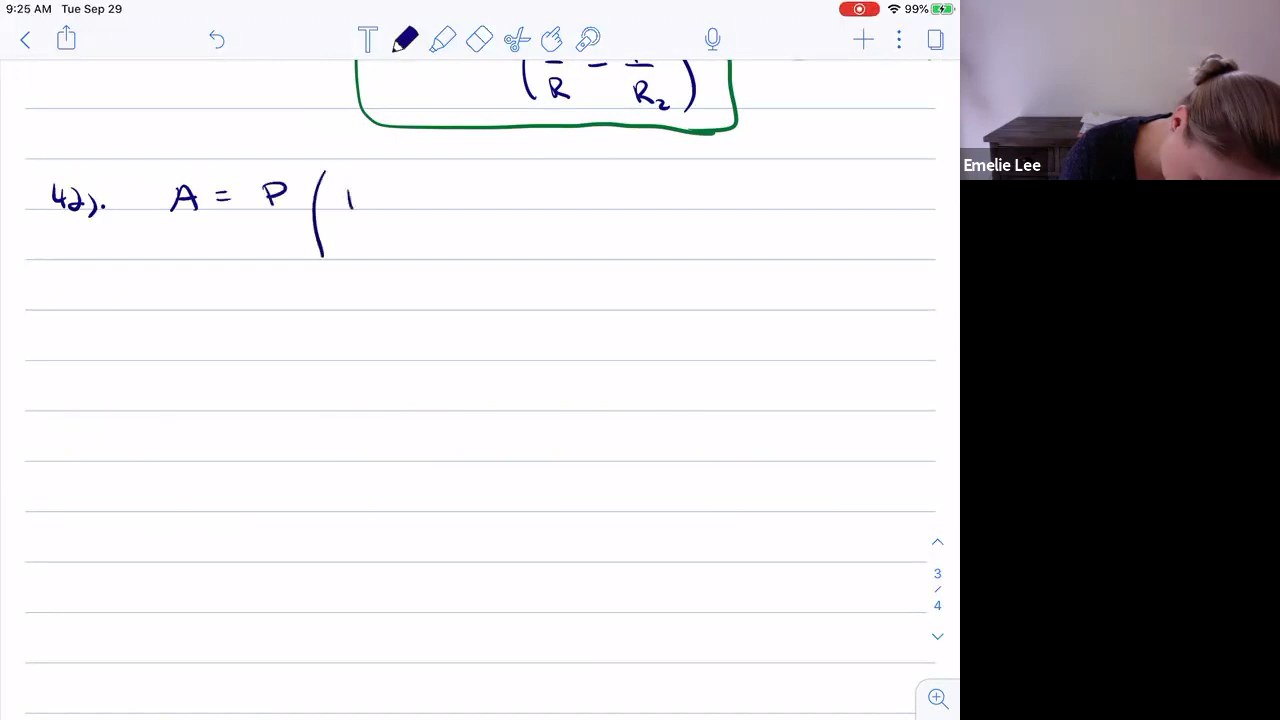 9:25 AM Tue Sep 29
99%
T
R R₂
42). A = P ( 1
Emelie Lee
3
/
4